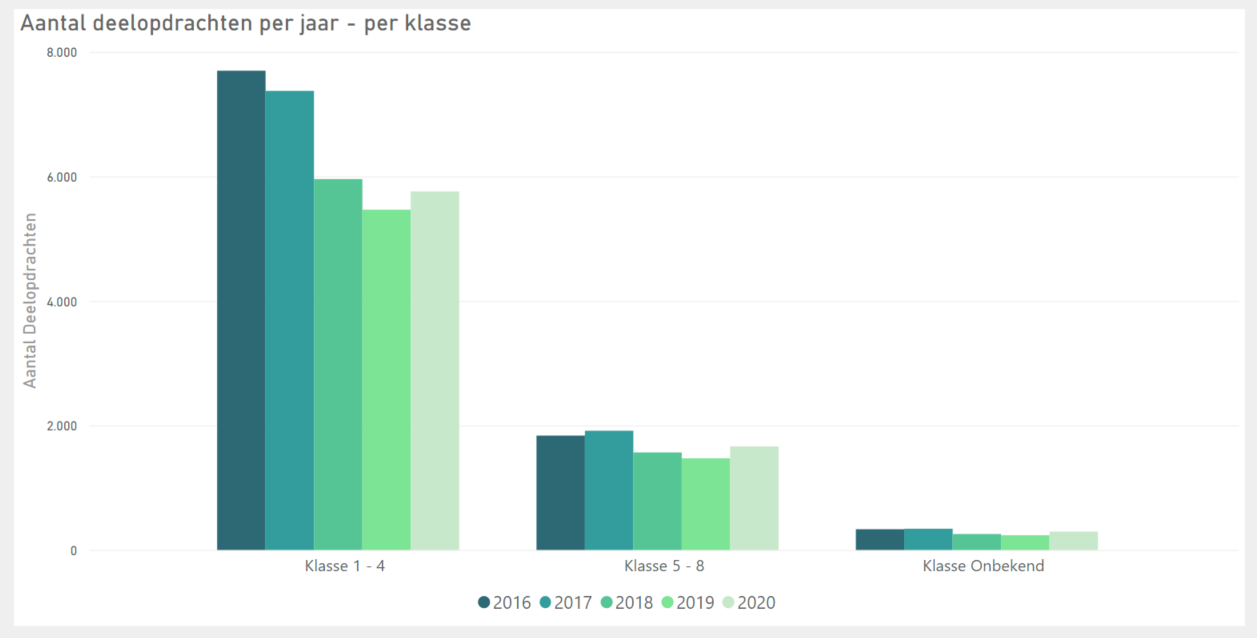 Aantal deelopdrachten per jaar - per klasse
8.000
6.000
4.000
2.000
0
Aantal Deelopdrachten
Klasse 1 - 4
Klasse 5 - 8
Klasse Onbekend
2016 2017 2018 2019 2020